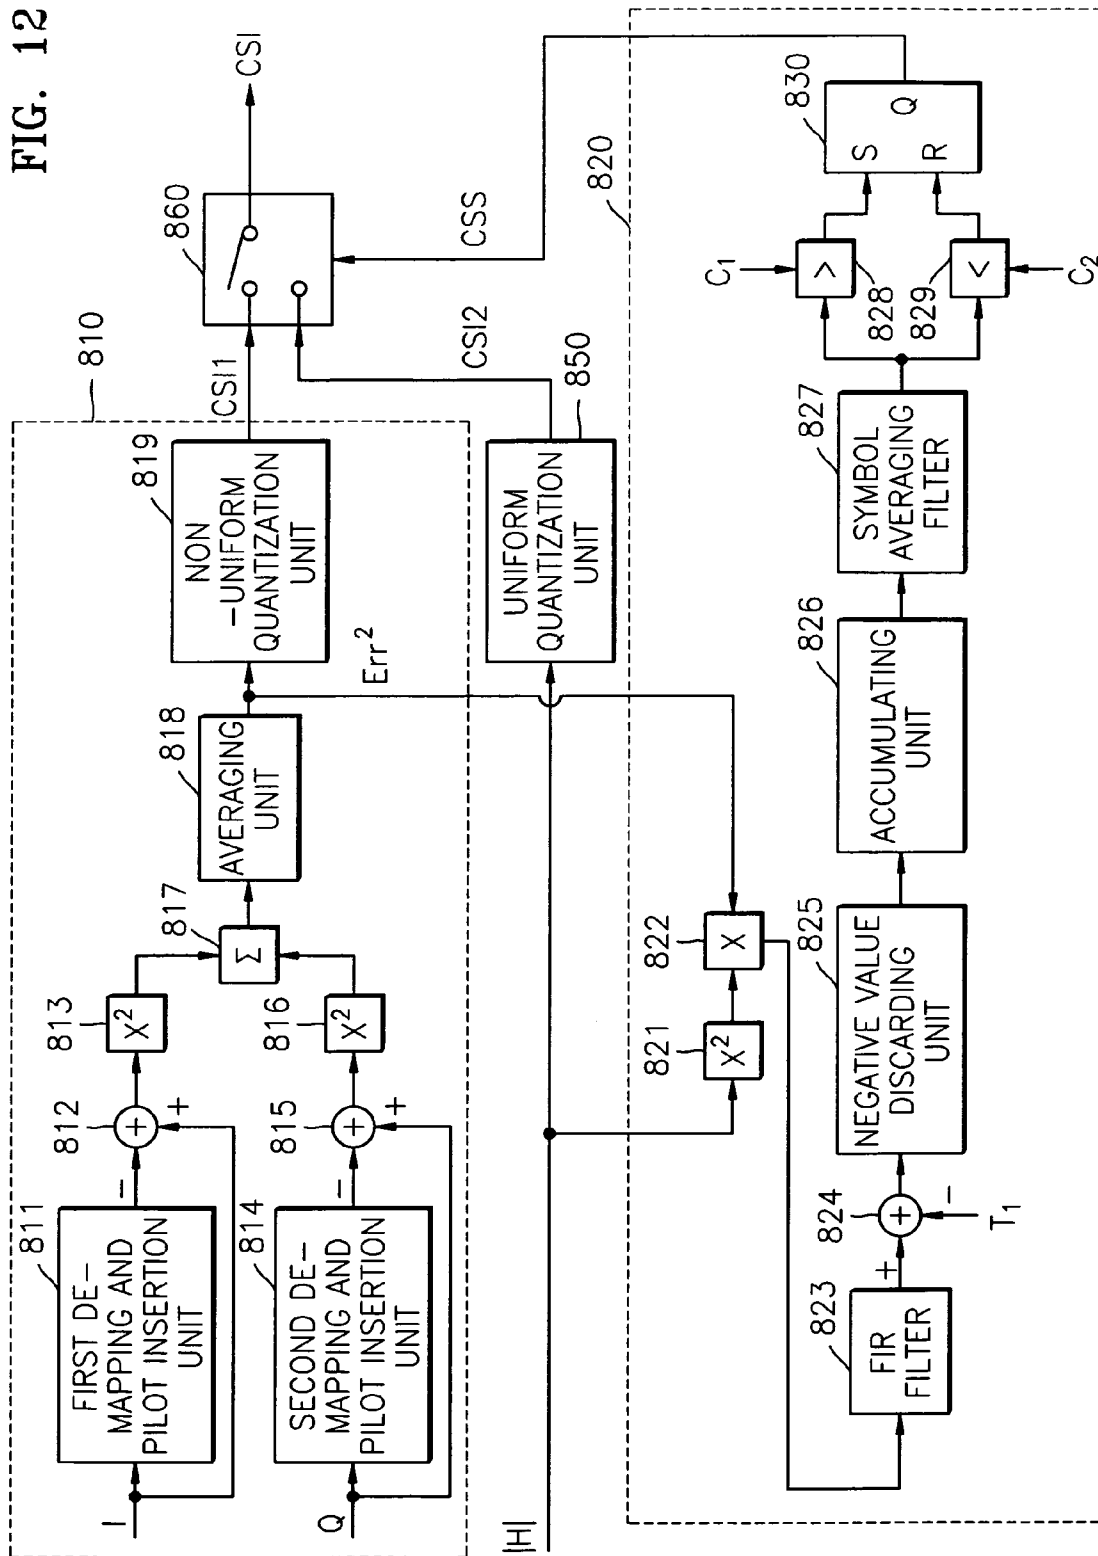 FIG. 12
810
I
811
FIRST DE-
MAPPING AND
PILOT INSERTION
UNIT
−
812
+
+
813
X²
Q
814
SECOND DE-
MAPPING AND
PILOT INSERTION
UNIT
−
815
+
+
816
X²
817
Σ
818
AVERAGING
UNIT
Err²
819
NON
-UNIFORM
QUANTIZATION
UNIT
CSI1
860
CSI
|H|
850
UNIFORM
QUANTIZATION
UNIT
CSI2
CSS
820
821
X²
822
X
823
FIR
FILTER
+
824
+
−
T₁
825
NEGATIVE VALUE
DISCARDING
UNIT
826
ACCUMULATING
UNIT
827
SYMBOL
AVERAGING
FILTER
C₁
>
828
829
<
C₂
830
S
R
Q